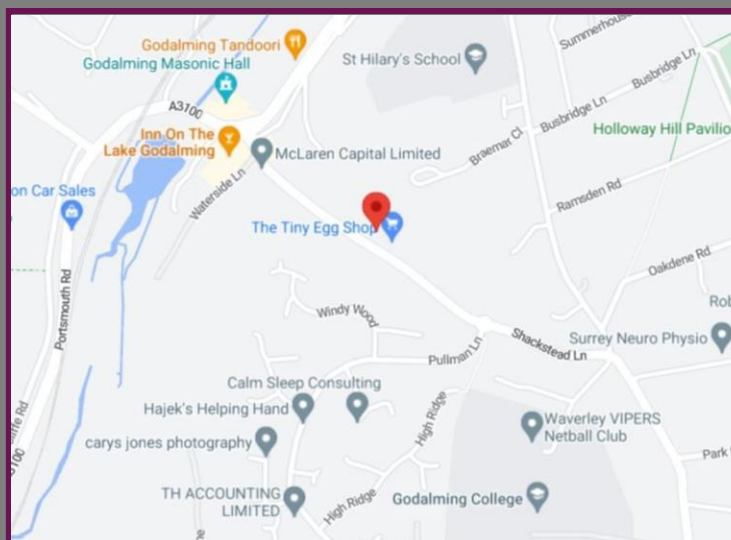 Godalming Tandoori
Godalming Masonic Hall
St Hilary's School
Summerhouse
Busbridge Ln
A3100
Inn On The
Lake Godalming
McLaren Capital Limited
Braemar Cl
Busbridge Ln
Holloway Hill Pavilio
on Car Sales
Waterside Ln
Ramsden Rd
The Tiny Egg Shop
Oakdene Rd
Portsmouth Rd
Windy Wood
Rob
Shackstead Ln
Surrey Neuro Physio
Pullman Ln
Calm Sleep Consulting
Hajek's Helping Hand
High Ridge
Waverley VIPERS
Netball Club
carys jones photography
Park
TH ACCOUNTING
LIMITED
High Ridge
Godalming College